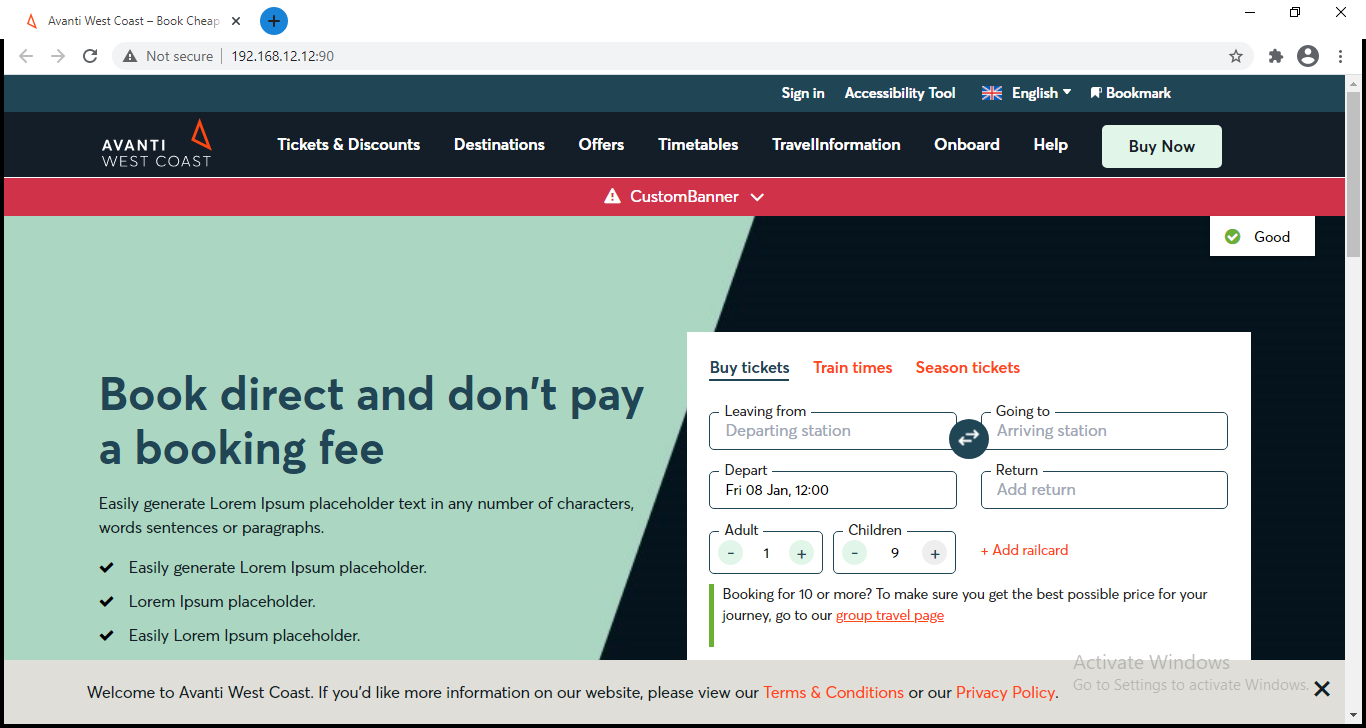 Avanti West Coast – Book Cheap
Not secure
192.168.12.12:90
Sign in
Accessibility Tool
English
Bookmark
AVANTI
WEST COAST
Tickets & Discounts
Destinations
Offers
Timetables
TravelInformation
Onboard
Help
Buy Now
CustomBanner
Good
Book direct and don't pay
a booking fee
Easily generate Lorem Ipsum placeholder text in any number of characters,
words sentences or paragraphs.
Easily generate Lorem Ipsum placeholder.
Lorem Ipsum placeholder.
Easily Lorem Ipsum placeholder.
Buy tickets
Train times
Season tickets
Leaving from
Departing station
Going to
Arriving station
Depart
Fri 08 Jan, 12:00
Return
Add return
Adult
- 1 +
Children
- 9 +
+ Add railcard
Booking for 10 or more? To make sure you get the best possible price for your
journey, go to our group travel page
Activate Windows
Go to Settings to activate Windows.
Welcome to Avanti West Coast. If you'd like more information on our website, please view our Terms & Conditions or our Privacy Policy.